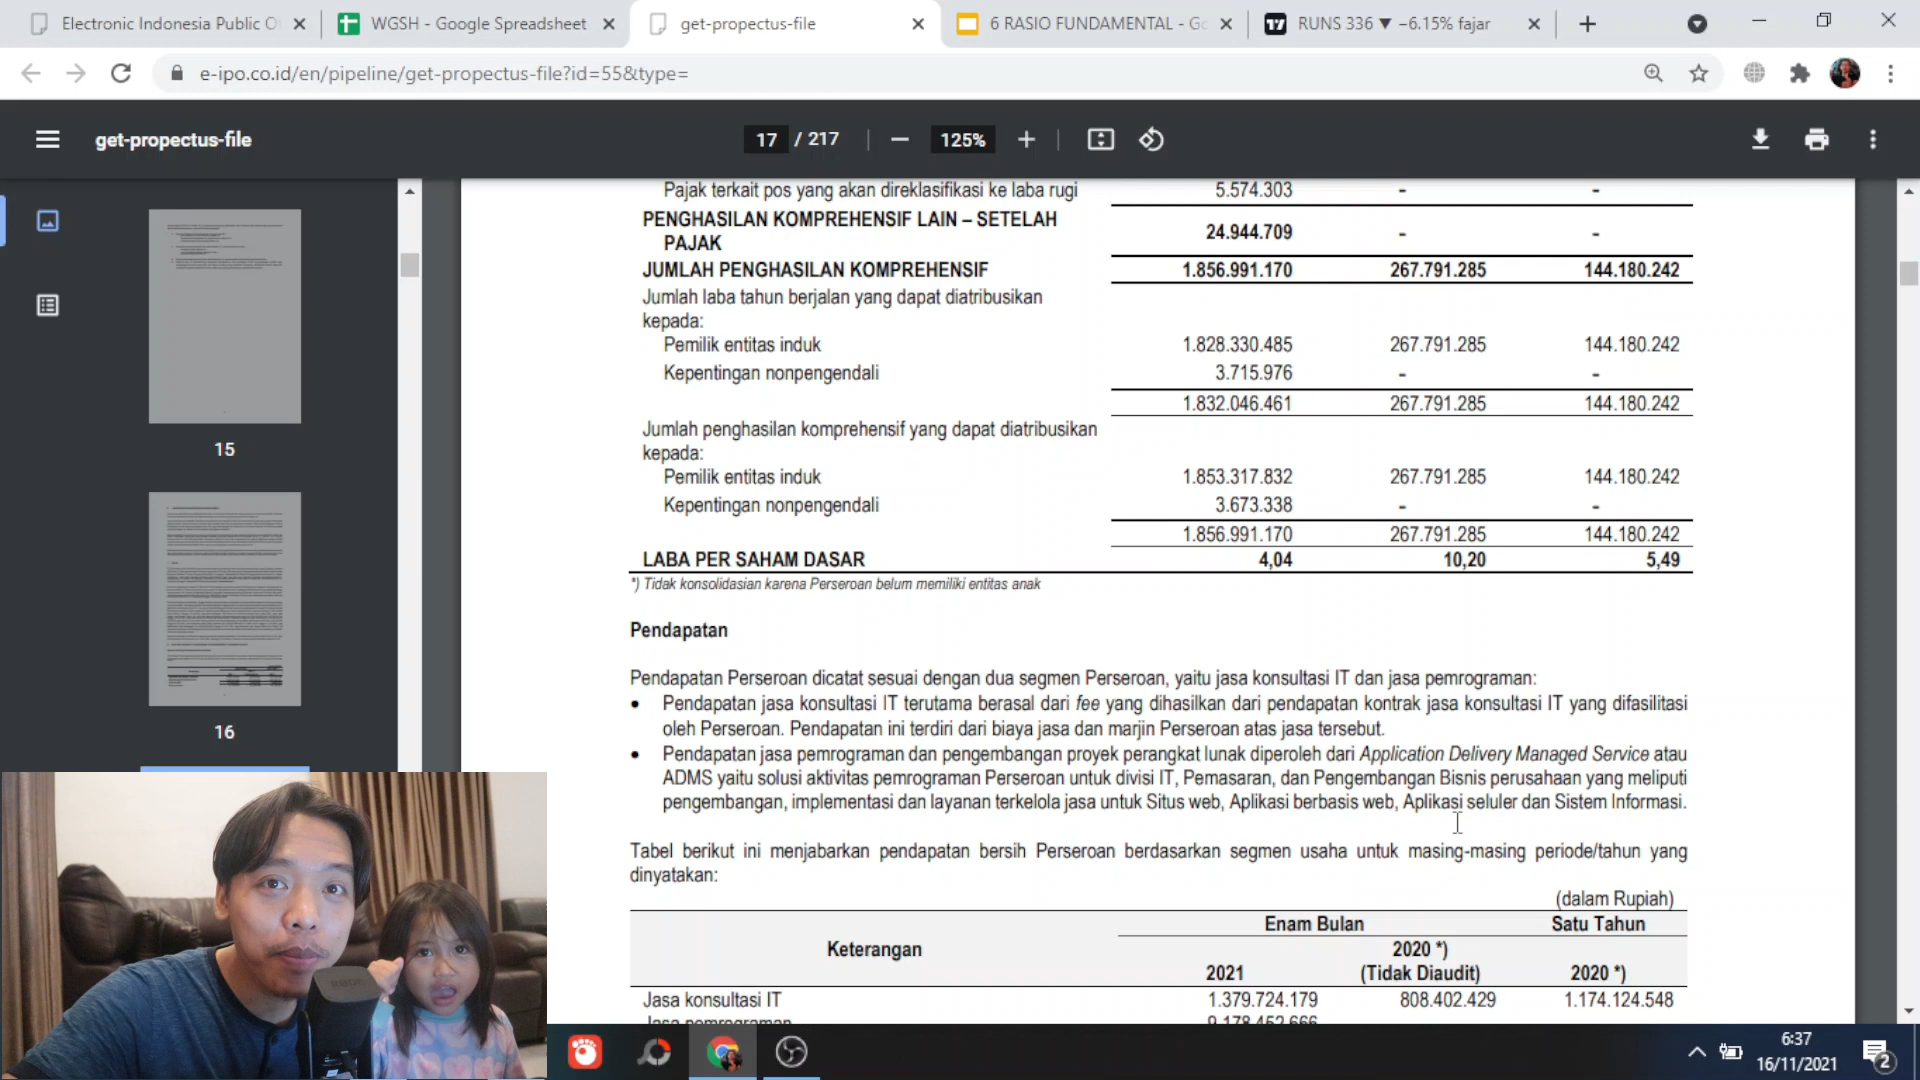 Electronic Indonesia Public O
WGSH - Google Spreadsheet
get-propectus-file
6 RASIO FUNDAMENTAL - Go
RUNS 336 ▼ −6.15% fajar
e-ipo.co.id/en/pipeline/get-propectus-file?id=55&type=
get-propectus-file
17 / 217
125%
15
16
Pajak terkait pos yang akan direklasifikasi ke laba rugi 5.574.303 - -
PENGHASILAN KOMPREHENSIF LAIN – SETELAH
PAJAK 24.944.709 - -
JUMLAH PENGHASILAN KOMPREHENSIF 1.856.991.170 267.791.285 144.180.242
Jumlah laba tahun berjalan yang dapat diatribusikan
kepada:
Pemilik entitas induk 1.828.330.485 267.791.285 144.180.242
Kepentingan nonpengendali 3.715.976 - -
1.832.046.461 267.791.285 144.180.242
Jumlah penghasilan komprehensif yang dapat diatribusikan
kepada:
Pemilik entitas induk 1.853.317.832 267.791.285 144.180.242
Kepentingan nonpengendali 3.673.338 - -
1.856.991.170 267.791.285 144.180.242
LABA PER SAHAM DASAR 4,04 10,20 5,49
*) Tidak konsolidasian karena Perseroan belum memiliki entitas anak
Pendapatan
Pendapatan Perseroan dicatat sesuai dengan dua segmen Perseroan, yaitu jasa konsultasi IT dan jasa pemrograman:
• Pendapatan jasa konsultasi IT terutama berasal dari fee yang dihasilkan dari pendapatan kontrak jasa konsultasi IT yang difasilitasi
oleh Perseroan. Pendapatan ini terdiri dari biaya jasa dan marjin Perseroan atas jasa tersebut.
• Pendapatan jasa pemrograman dan pengembangan proyek perangkat lunak diperoleh dari Application Delivery Managed Service atau
ADMS yaitu solusi aktivitas pemrograman Perseroan untuk divisi IT, Pemasaran, dan Pengembangan Bisnis perusahaan yang meliputi
pengembangan, implementasi dan layanan terkelola jasa untuk Situs web, Aplikasi berbasis web, Aplikasi seluler dan Sistem Informasi.
Tabel berikut ini menjabarkan pendapatan bersih Perseroan berdasarkan segmen usaha untuk masing-masing periode/tahun yang
dinyatakan:
(dalam Rupiah)
Enam Bulan Satu Tahun
Keterangan 2020 *)
2021 (Tidak Diaudit) 2020 *)
Jasa konsultasi IT 1.379.724.179 808.402.429 1.174.124.548
Jasa pemrograman 9.178.452.666
6:37
16/11/2021
2